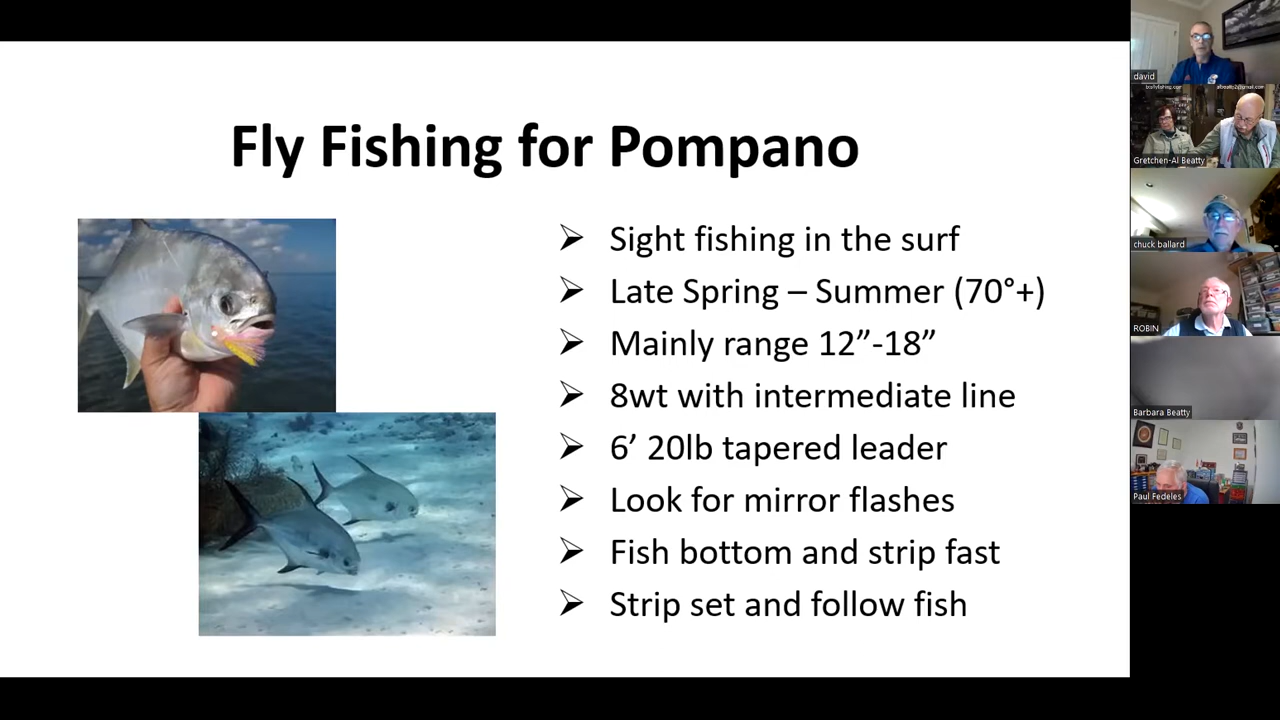 Fly Fishing for Pompano
Sight fishing in the surf
Late Spring – Summer (70°+)
Mainly range 12”-18”
8wt with intermediate line
6’ 20lb tapered leader
Look for mirror flashes
Fish bottom and strip fast
Strip set and follow fish
david
Gretchen-Al Beatty
chuck ballard
ROBIN
Barbara Beatty
Paul Fedeles